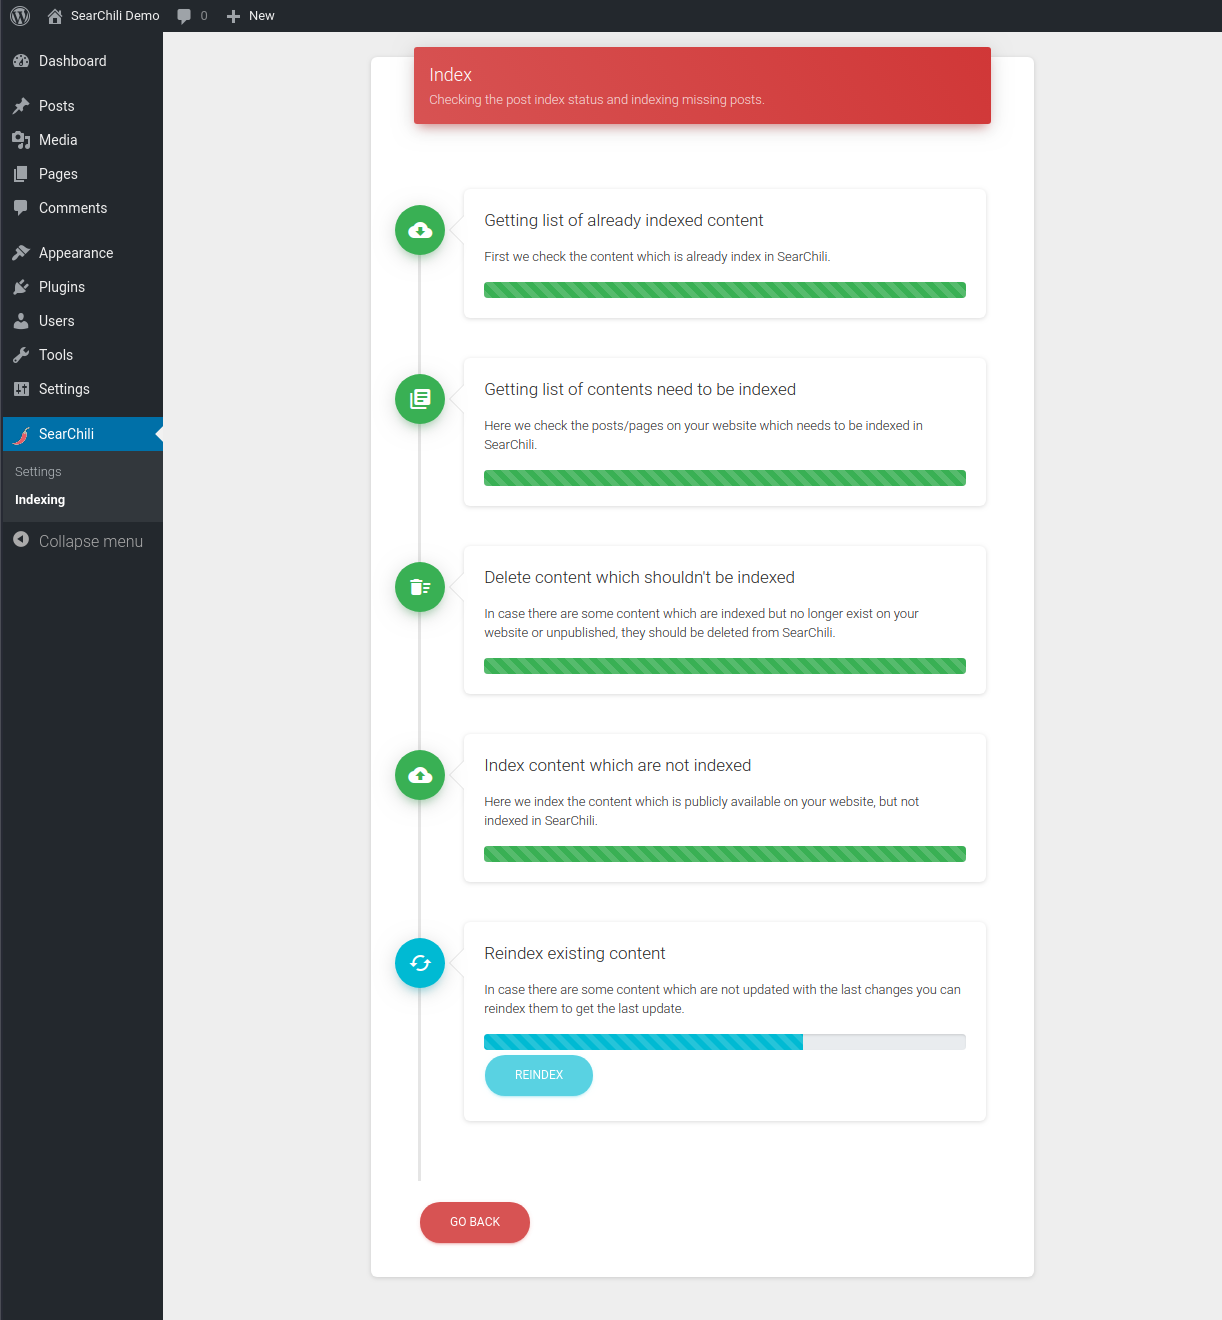 SearChili Demo 0 New
Dashboard
Posts
Media
Pages
Comments
Appearance
Plugins
Users
Tools
Settings
SearChili
Settings
Indexing
Collapse menu
Index
Checking the post index status and indexing missing posts.
Getting list of already indexed content
First we check the content which is already index in SearChili.
Getting list of contents need to be indexed
Here we check the posts/pages on your website which needs to be indexed in
SearChili.
Delete content which shouldn't be indexed
In case there are some content which are indexed but no longer exist on your
website or unpublished, they should be deleted from SearChili.
Index content which are not indexed
Here we index the content which is publicly available on your website, but not
indexed in SearChili.
Reindex existing content
In case there are some content which are not updated with the last changes you can
reindex them to get the last update.
REINDEX
GO BACK